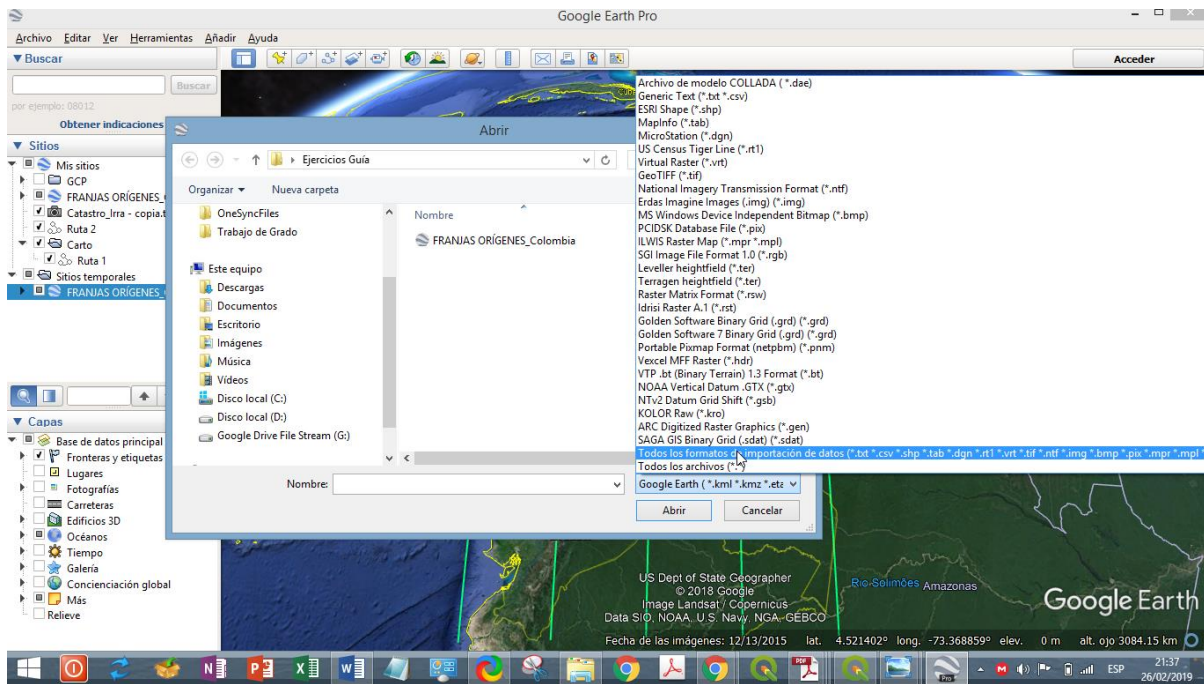 Google Earth Pro
Archivo Editar Ver Herramientas Añadir Ayuda
Buscar
Acceder
Buscar
por ejemplo: 08012
Obtener indicaciones
Sitios
Mis sitios
GCP
FRANJAS ORÍGENES_
Catastro_Irra - copia.t
Ruta 2
Carto
Ruta 1
Sitios temporales
FRANJAS ORÍGENES_
Capas
Base de datos principal
Fronteras y etiquetas
Lugares
Fotografías
Carreteras
Edificios 3D
Océanos
Tiempo
Galería
Concienciación global
Más
Relieve
Abrir
Ejercicios Guía
Organizar Nueva carpeta
OneSyncFiles
Trabajo de Grado
Este equipo
Descargas
Documentos
Escritorio
Imágenes
Música
Vídeos
Disco local (C:)
Disco local (D:)
Google Drive File Stream (G:)
Nombre
FRANJAS ORÍGENES_Colombia
Nombre:
Google Earth ( *.kml *.kmz *.eta
Abrir Cancelar
Archivo de modelo COLLADA ( *.dae)
Generic Text (*.txt *.csv)
ESRI Shape (*.shp)
MapInfo (*.tab)
MicroStation (*.dgn)
US Census Tiger Line (*.rt1)
Virtual Raster (*.vrt)
GeoTIFF (*.tif)
National Imagery Transmission Format (*.ntf)
Erdas Imagine Images (.img) (*.img)
MS Windows Device Independent Bitmap (*.bmp)
PCIDSK Database File (*.pix)
ILWIS Raster Map (*.mpr *.mpl)
SGI Image File Format 1.0 (*.rgb)
Leveller heightfield (*.ter)
Terragen heightfield (*.ter)
Raster Matrix Format (*.rsw)
Idrisi Raster A.1 (*.rst)
Golden Software Binary Grid (.grd) (*.grd)
Golden Software 7 Binary Grid (.grd) (*.grd)
Portable Pixmap Format (netpbm) (*.pnm)
Vexcel MFF Raster (*.hdr)
VTP .bt (Binary Terrain) 1.3 Format (*.bt)
NOAA Vertical Datum .GTX (*.gtx)
NTv2 Datum Grid Shift (*.gsb)
KOLOR Raw (*.kro)
ARC Digitized Raster Graphics (*.gen)
SAGA GIS Binary Grid (.sdat) (*.sdat)
Todos los formatos de importación de datos (*.txt *.csv *.shp *.tab *.dgn *.rt1 *.vrt *.tif *.ntf *.img *.bmp *.pix *.mpr *.mpl *
Todos los archivos (*.*)
US Dept of State Geographer
© 2018 Google
Image Landsat / Copernicus
Data SIO, NOAA, U.S. Navy, NGA, GEBCO
Rio Solimões Amazonas
Google Earth
Fecha de las imágenes: 12/13/2015 lat. 4.521402° long. -73.368859° elev. 0 m alt. ojo 3084.15 km
ESP
21:37
26/02/2019